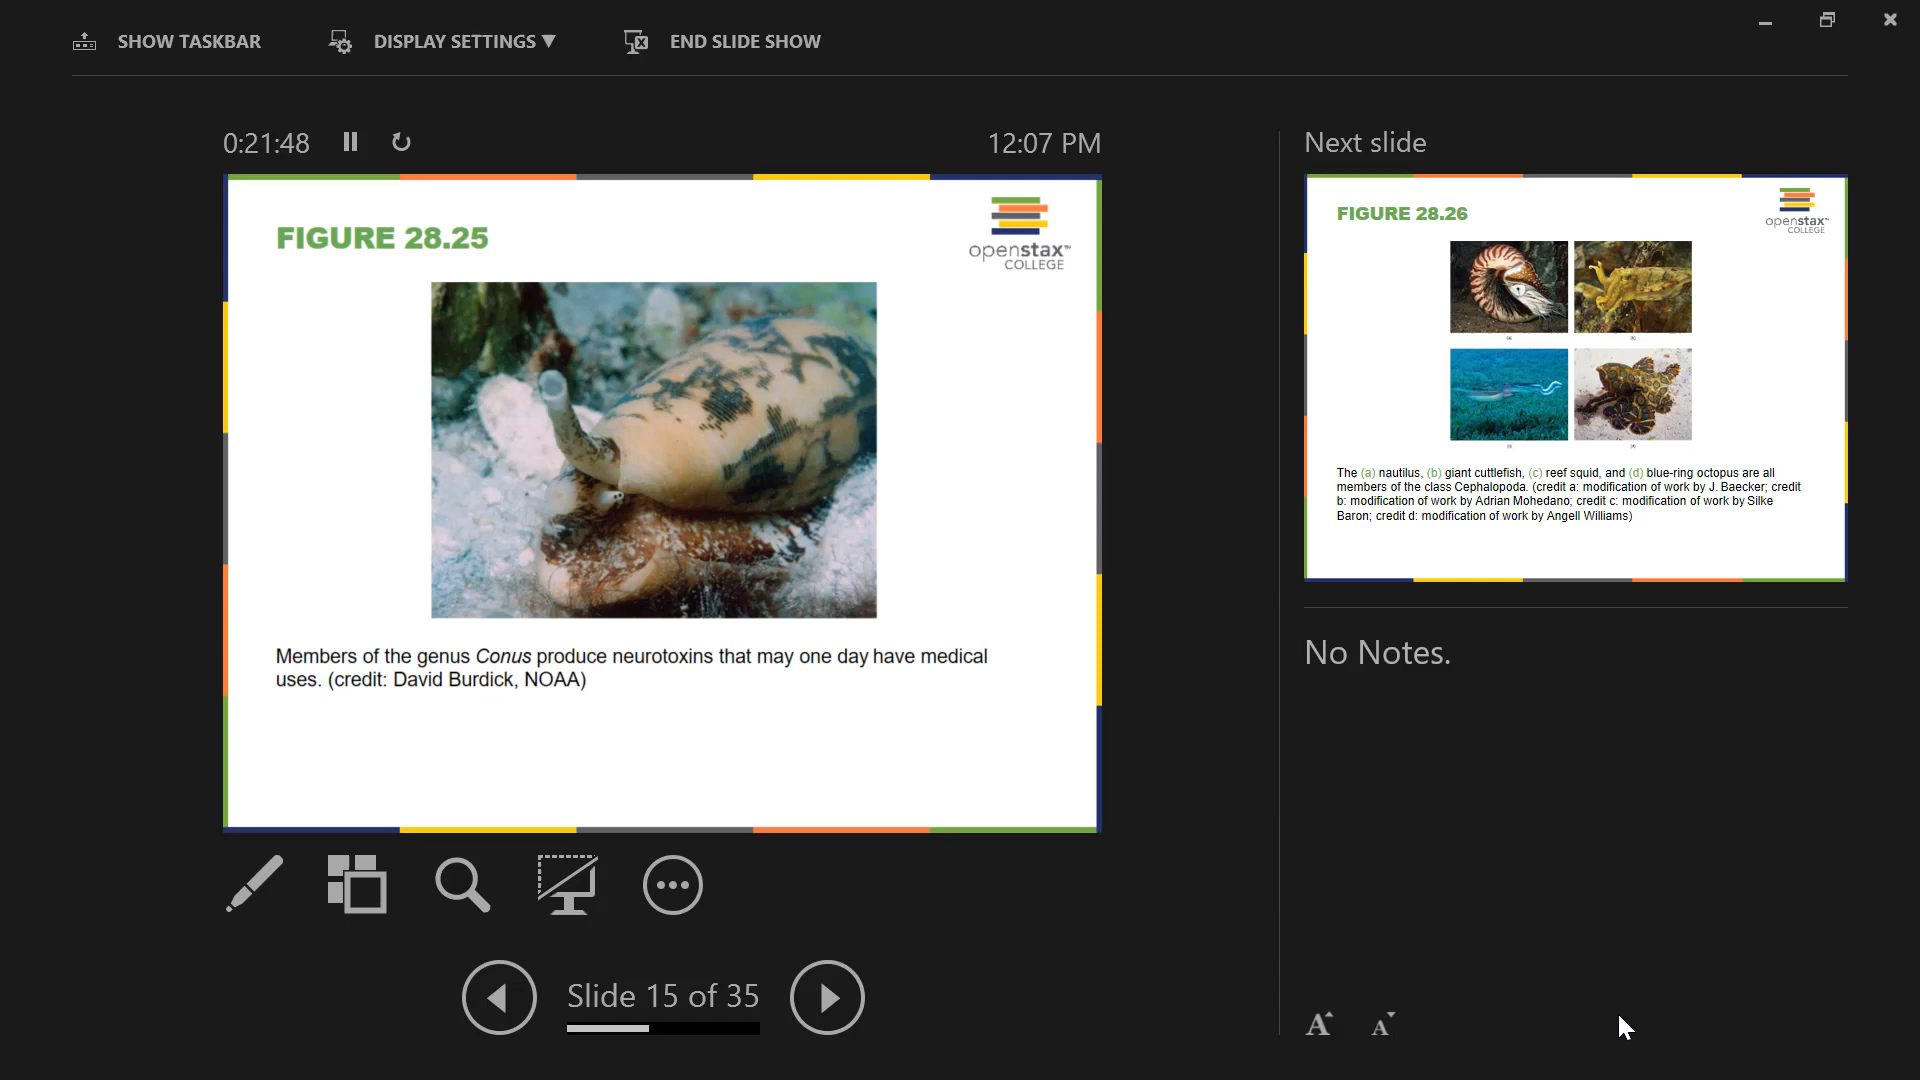 SHOW TASKBAR
DISPLAY SETTINGS ▼
END SLIDE SHOW
0:21:48
12:07 PM
FIGURE 28.25
openstax™
COLLEGE
Members of the genus Conus produce neurotoxins that may one day have medical
uses. (credit: David Burdick, NOAA)
Slide 15 of 35
Next slide
FIGURE 28.26
openstax™
COLLEGE
(a) (b)
(c) (d)
The (a) nautilus, (b) giant cuttlefish, (c) reef squid, and (d) blue-ring octopus are all
members of the class Cephalopoda. (credit a: modification of work by J. Baecker; credit
b: modification of work by Adrian Mohedano; credit c: modification of work by Silke
Baron; credit d: modification of work by Angell Williams)
No Notes.
A A